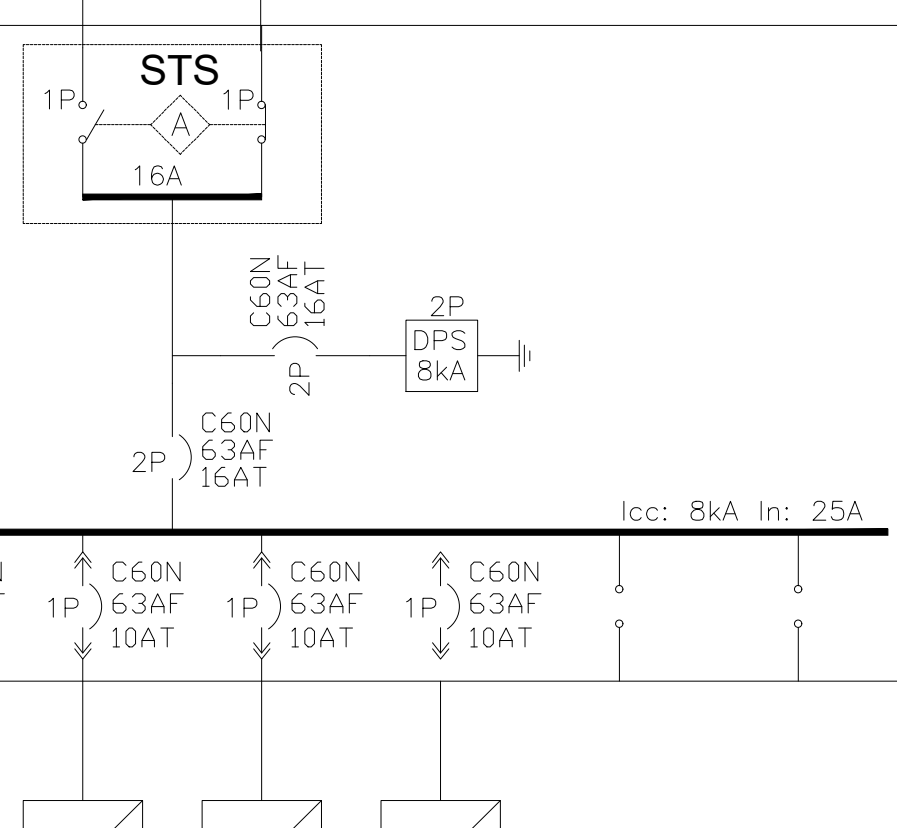 STS
1P
1P
A
16A
C60N
63AF
16AT
2P
2P
DPS
8kA
C60N
63AF
16AT
2P
Icc: 8kA In: 25A
1P
C60N
63AF
10AT
1P
C60N
63AF
10AT
1P
C60N
63AF
10AT